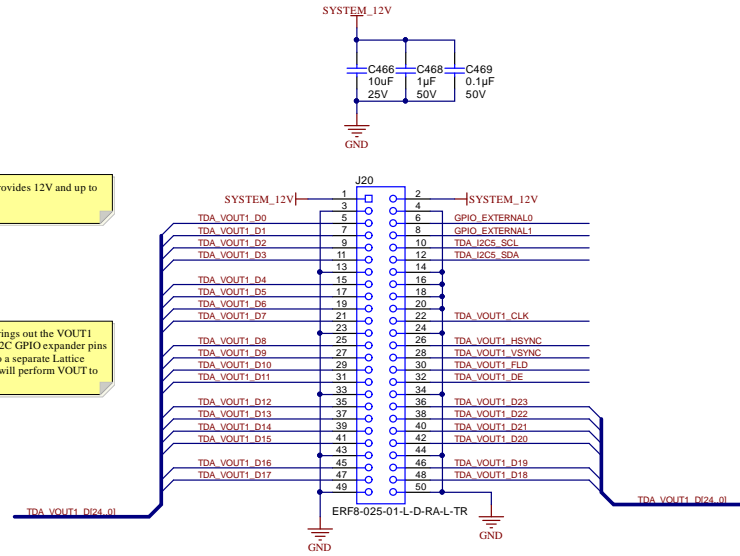 SYSTEM_12V
C466 C468 C469
10uF 1µF 0.1µF
25V 50V 50V
GND
ovides 12V and up to
J20
SYSTEM_12V 1 2 SYSTEM_12V
3 4
TDA_VOUT1_D0 5 6 GPIO_EXTERNAL0
TDA_VOUT1_D1 7 8 GPIO_EXTERNAL1
TDA_VOUT1_D2 9 10 TDA_I2C5_SCL
TDA_VOUT1_D3 11 12 TDA_I2C5_SDA
13 14
TDA_VOUT1_D4 15 16
TDA_VOUT1_D5 17 18
TDA_VOUT1_D6 19 20
TDA_VOUT1_D7 21 22 TDA_VOUT1_CLK
23 24
rings out the VOUT1
2C GPIO expander pins
o a separate Lattice
will perform VOUT to
TDA_VOUT1_D8 25 26 TDA_VOUT1_HSYNC
TDA_VOUT1_D9 27 28 TDA_VOUT1_VSYNC
TDA_VOUT1_D10 29 30 TDA_VOUT1_FLD
TDA_VOUT1_D11 31 32 TDA_VOUT1_DE
33 34
TDA_VOUT1_D12 35 36 TDA_VOUT1_D23
TDA_VOUT1_D13 37 38 TDA_VOUT1_D22
TDA_VOUT1_D14 39 40 TDA_VOUT1_D21
TDA_VOUT1_D15 41 42 TDA_VOUT1_D20
43 44
TDA_VOUT1_D16 45 46 TDA_VOUT1_D19
TDA_VOUT1_D17 47 48 TDA_VOUT1_D18
49 50
TDA_VOUT1_D[24..0] TDA_VOUT1_D[24..0]
ERF8-025-01-L-D-RA-L-TR
GND GND